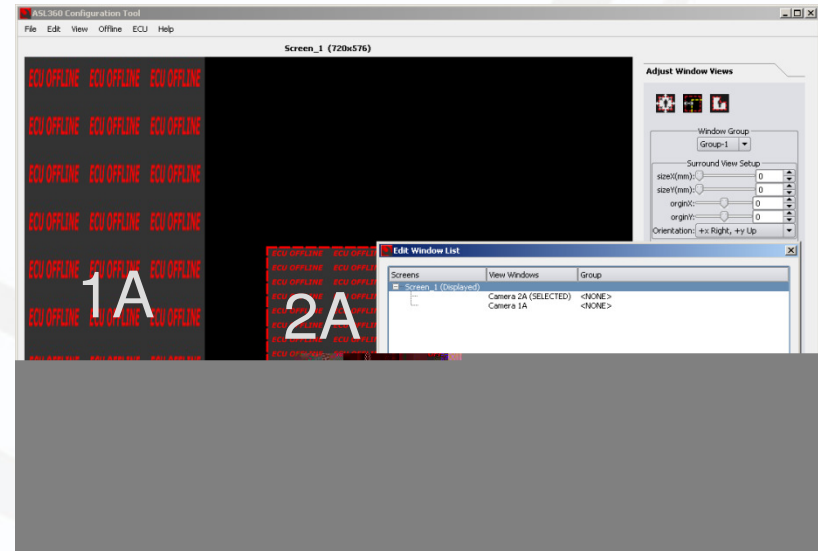 ASL360 Configuration Tool
File Edit View Offline ECU Help
Screen_1 (720x576)
Adjust Window Views
ECU OFFLINE ECU OFFLINE ECU OFFLINE
ECU OFFLINE ECU OFFLINE ECU OFFLINE
Window Group
Group-1
ECU OFFLINE ECU OFFLINE ECU OFFLINE
Surround View Setup
sizeX(mm): 0
sizeY(mm): 0
orginX: 0
ECU OFFLINE ECU OFFLINE ECU OFFLINE
orginY: 0
Orientation: +x Right, +y Up
ECU OFFLINE ECU OFFLINE
Edit Window List
ECU OFFLINE ECU OFFLINE ECU OFFLINE
1A
2A
Screens View Windows Group
Screen_1 (Displayed)
Camera 2A (SELECTED) <NONE>
Camera 1A <NONE>
ECU OFFLINE ECU OFFLINE ECU OFFLINE